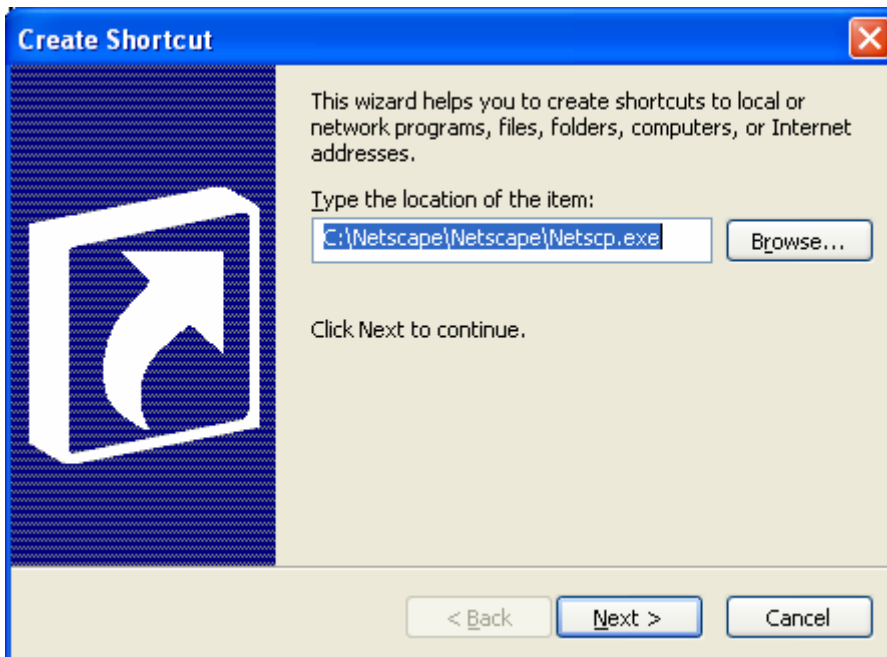 Create Shortcut
This wizard helps you to create shortcuts to local or
network programs, files, folders, computers, or Internet
addresses.
Type the location of the item:
C:\Netscape\Netscape\Netscp.exe
Browse...
Click Next to continue.
< Back
Next >
Cancel